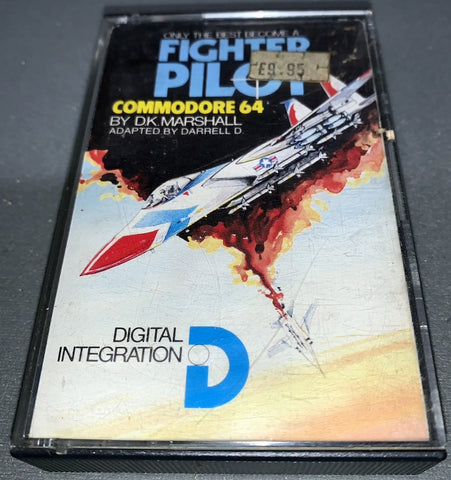 ONLY THE BEST BECOME A
FIGHTER
PILOT
£9.95
COMMODORE 64
BY D.K. MARSHALL
ADAPTED BY DARRELL D.
DIGITAL
INTEGRATION